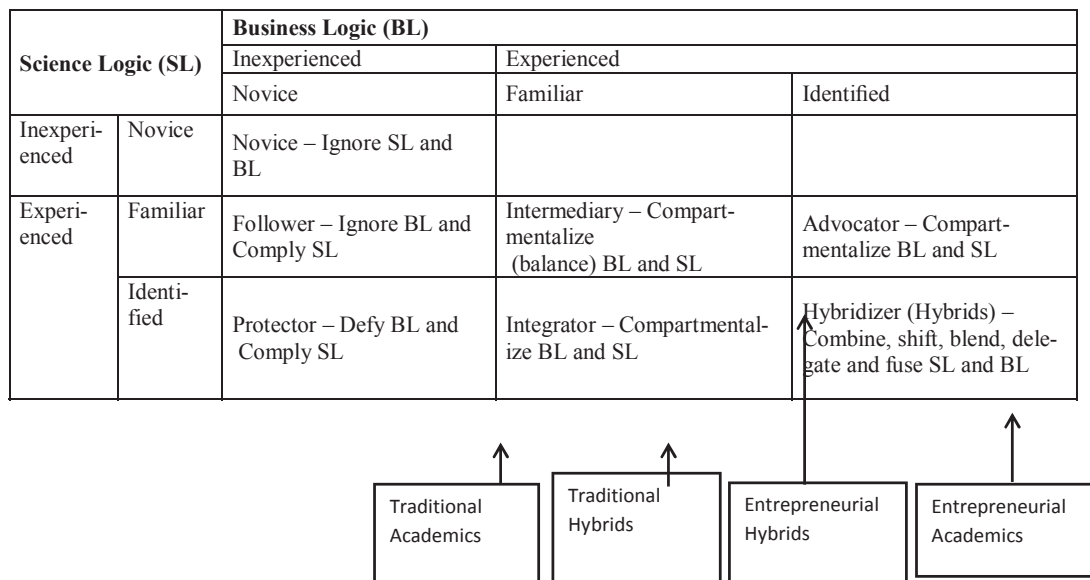 Science Logic (SL)
Business Logic (BL)
Inexperienced
Experienced
Novice
Familiar
Identified
Inexperi-
enced
Novice
Novice – Ignore SL and
BL
Experi-
enced
Familiar
Follower – Ignore BL and
Comply SL
Intermediary – Compart-
mentalize
(balance) BL and SL
Advocator – Compart-
mentalize BL and SL
Identi-
fied
Protector – Defy BL and
Comply SL
Integrator – Compartmental-
ize BL and SL
Hybridizer (Hybrids) –
Combine, shift, blend, dele-
gate and fuse SL and BL
Traditional
Academics
Traditional
Hybrids
Entrepreneurial
Hybrids
Entrepreneurial
Academics